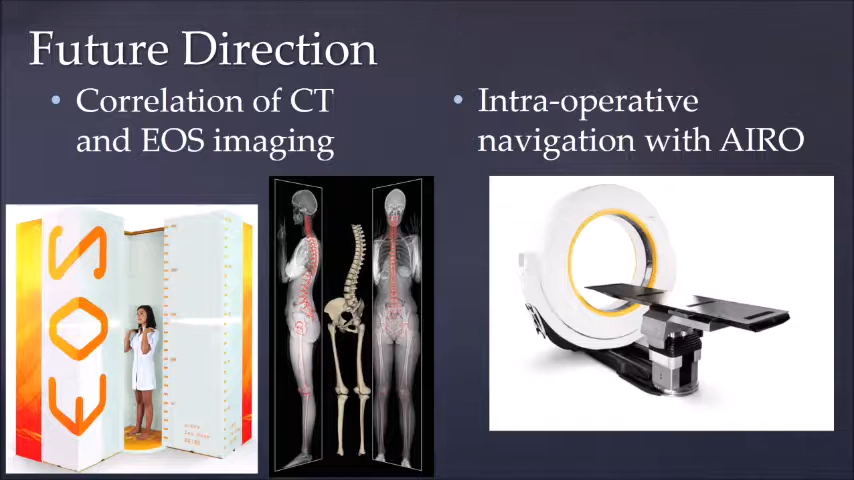 Future Direction
• Correlation of CT
and EOS imaging
• Intra-operative
navigation with AIRO
EOS